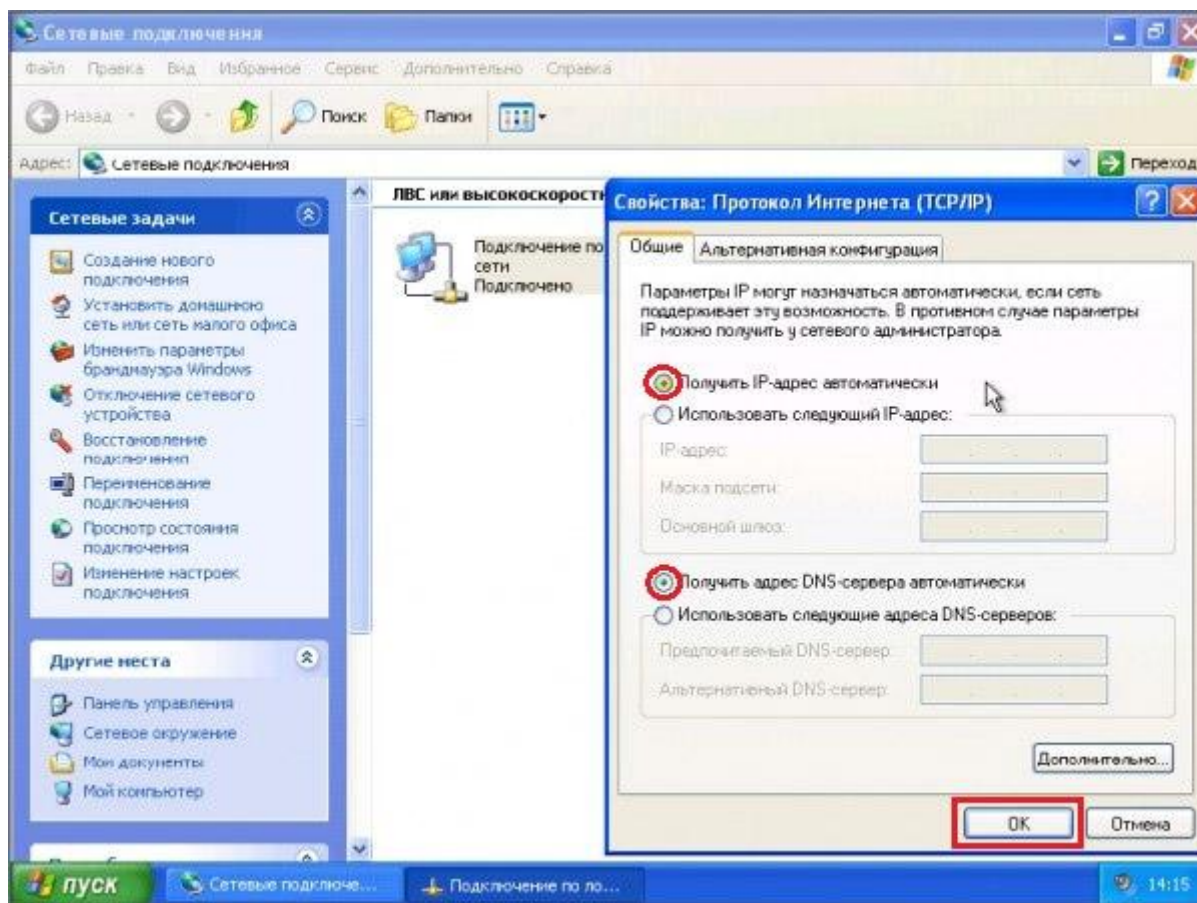 Сетевые подключения
Файл Правка Вид Избранное Сервис Дополнительно Справка
Назад Поиск Папки
Адрес: Сетевые подключения Переход
Сетевые задачи
Создание нового
подключения
Установить домашнюю
сеть или сеть малого офиса
Изменить параметры
брандмауэра Windows
Отключение сетевого
устройства
Восстановление
подключения
Переименование
подключения
Просмотр состояния
подключения
Изменение настроек
подключения
Другие места
Панель управления
Сетевое окружение
Мои документы
Мой компьютер
ЛВС или высокоскорост
Подключение по
сети
Подключено
Свойства: Протокол Интернета (TCP/IP)
Общие Альтернативная конфигурация
Параметры IP могут назначаться автоматически, если сеть
поддерживает эту возможность. В противном случае параметры
IP можно получить у сетевого администратора.
Получить IP-адрес автоматически
Использовать следующий IP-адрес:
IP-адрес:
Маска подсети:
Основной шлюз:
Получить адрес DNS-сервера автоматически
Использовать следующие адреса DNS-серверов:
Предпочитаемый DNS-сервер:
Альтернативный DNS-сервер:
Дополнительно...
ОК Отмена
пуск Сетевые подключе... Подключение по ло... 14:15